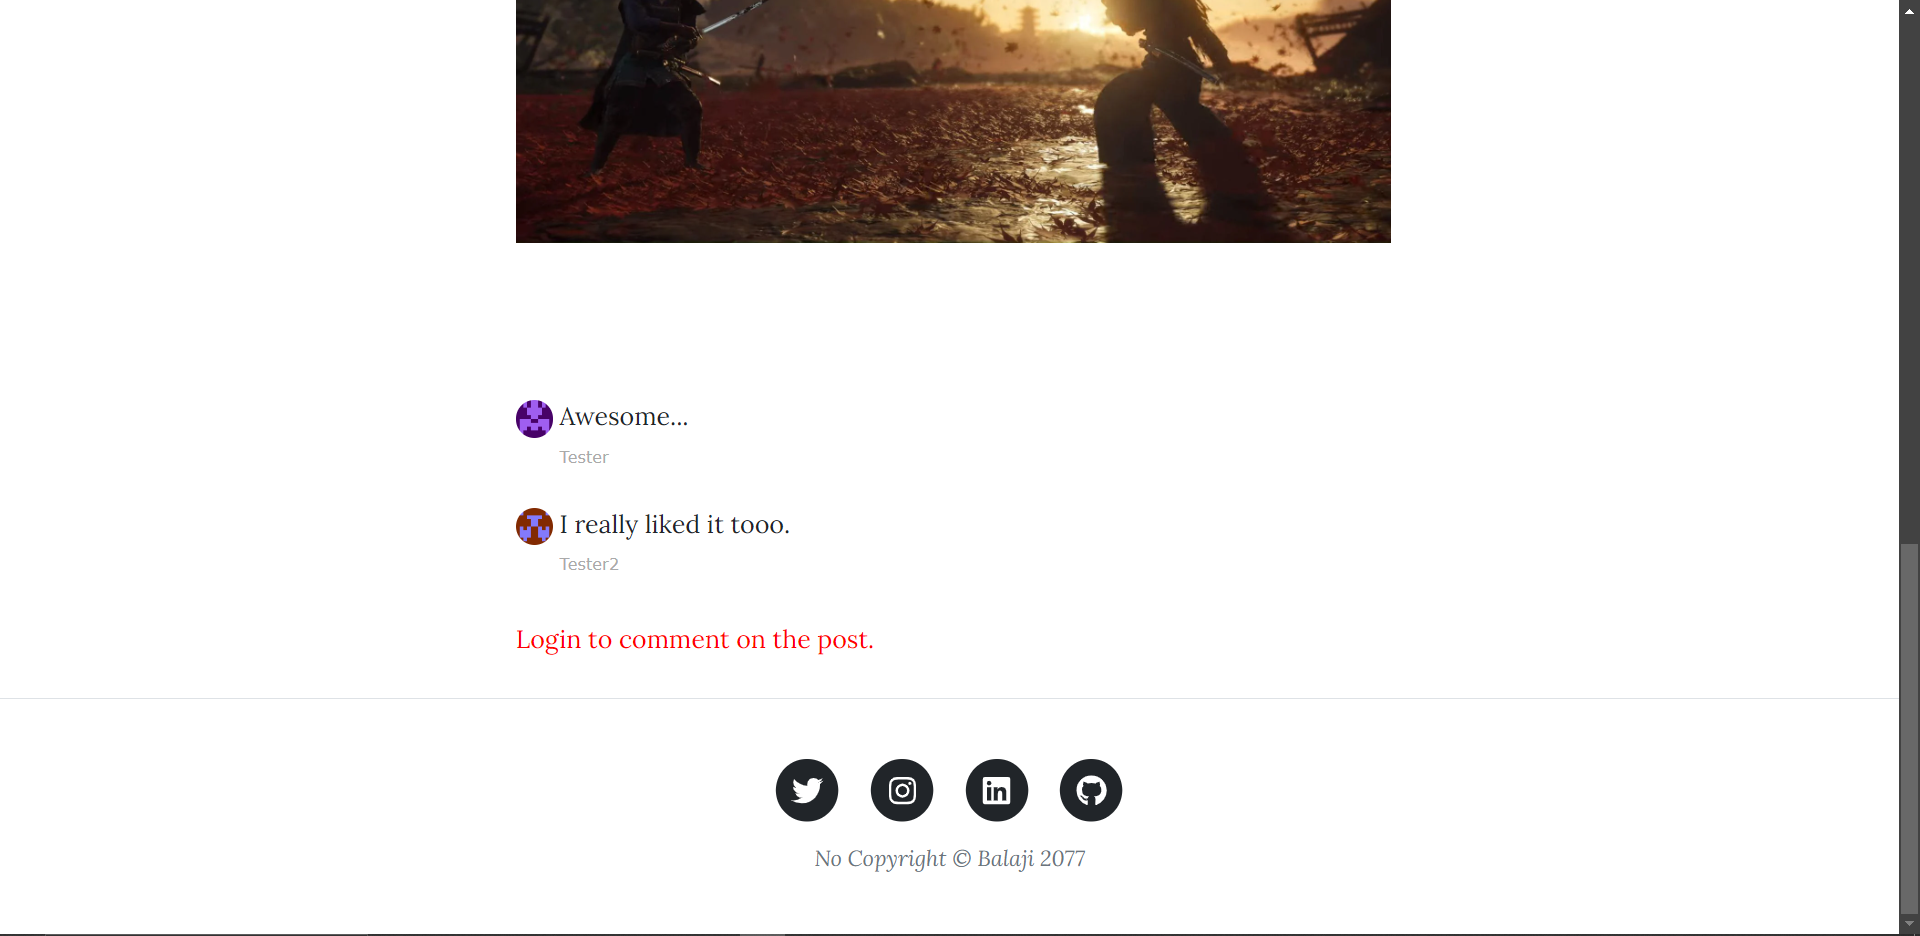 Awesome...
Tester
I really liked it tooo.
Tester2
Login to comment on the post.
No Copyright © Balaji 2077